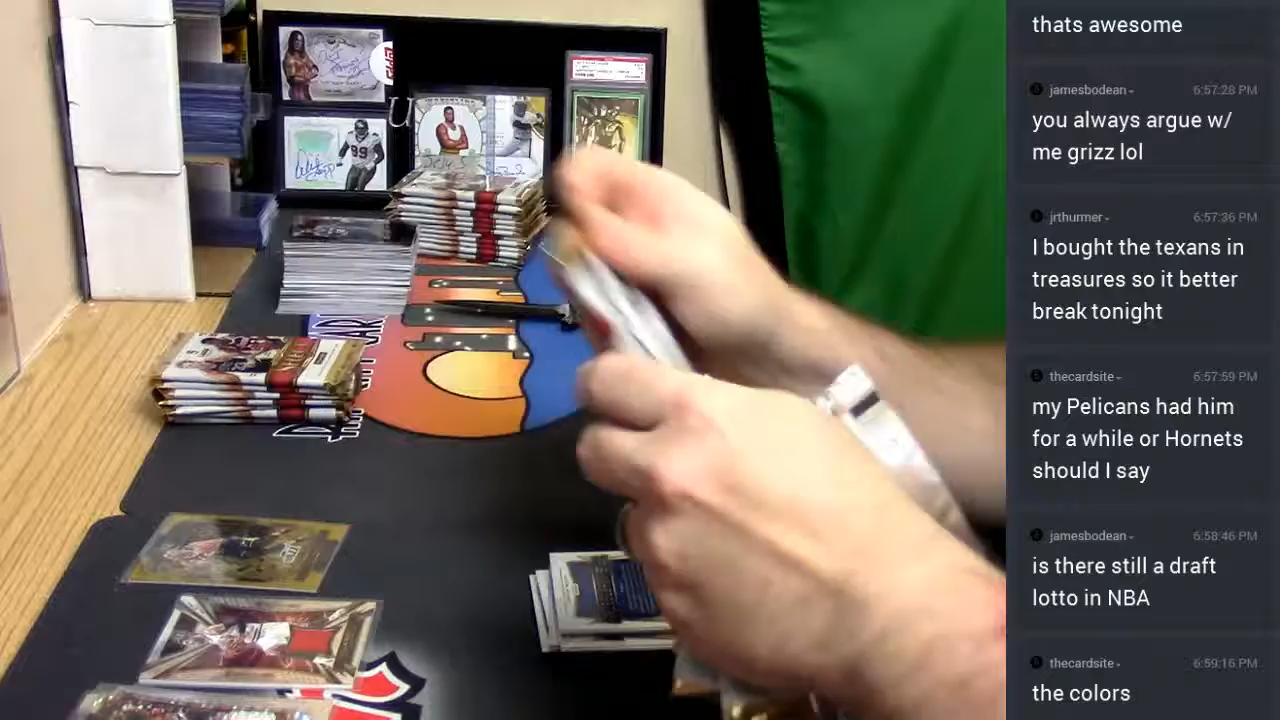 thats awesome
jamesbodean
6:57:28 PM
you always argue w/
me grizz lol
jrthurmer
6:57:36 PM
I bought the texans in
treasures so it better
break tonight
thecardsite
6:57:59 PM
my Pelicans had him
for a while or Hornets
should I say
jamesbodean
6:58:46 PM
is there still a draft
lotto in NBA
thecardsite
6:59:16 PM
the colors
U
99